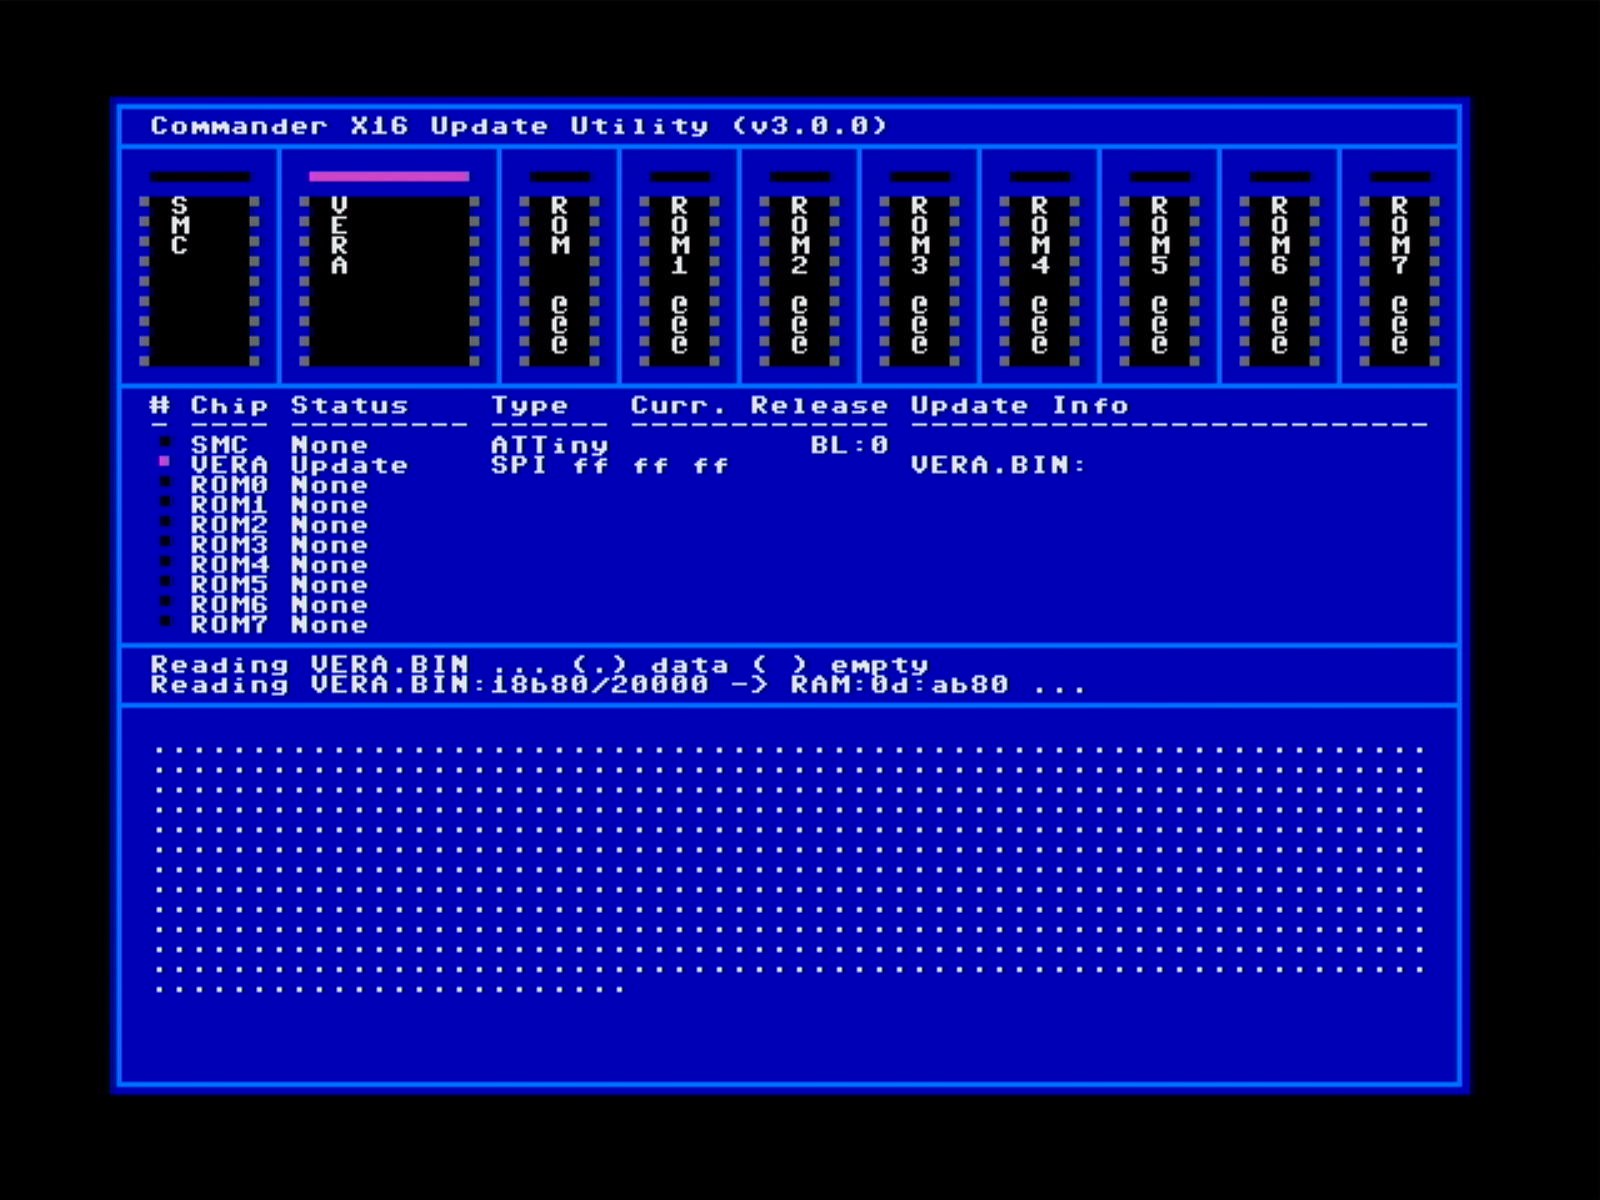 Commander X16 Update Utility (v3.0.0)
SMC
VERA
ROM @@@
ROM1 @@@
ROM2 @@@
ROM3 @@@
ROM4 @@@
ROM5 @@@
ROM6 @@@
ROM7 @@@
# Chip Status Type Curr. Release Update Info
- ---- --------- ------ ------------- --------------------------
SMC None ATTiny BL:0
VERA Update SPI ff ff ff VERA.BIN:
ROM0 None
ROM1 None
ROM2 None
ROM3 None
ROM4 None
ROM5 None
ROM6 None
ROM7 None
Reading VERA.BIN ... (.) data ( ) empty
Reading VERA.BIN:18b80/20000 -> RAM:0d:ab80 ...
................................................................
................................................................
................................................................
................................................................
................................................................
................................................................
................................................................
................................................................
................................................................
................................................................
................................................................
................................................................
........................